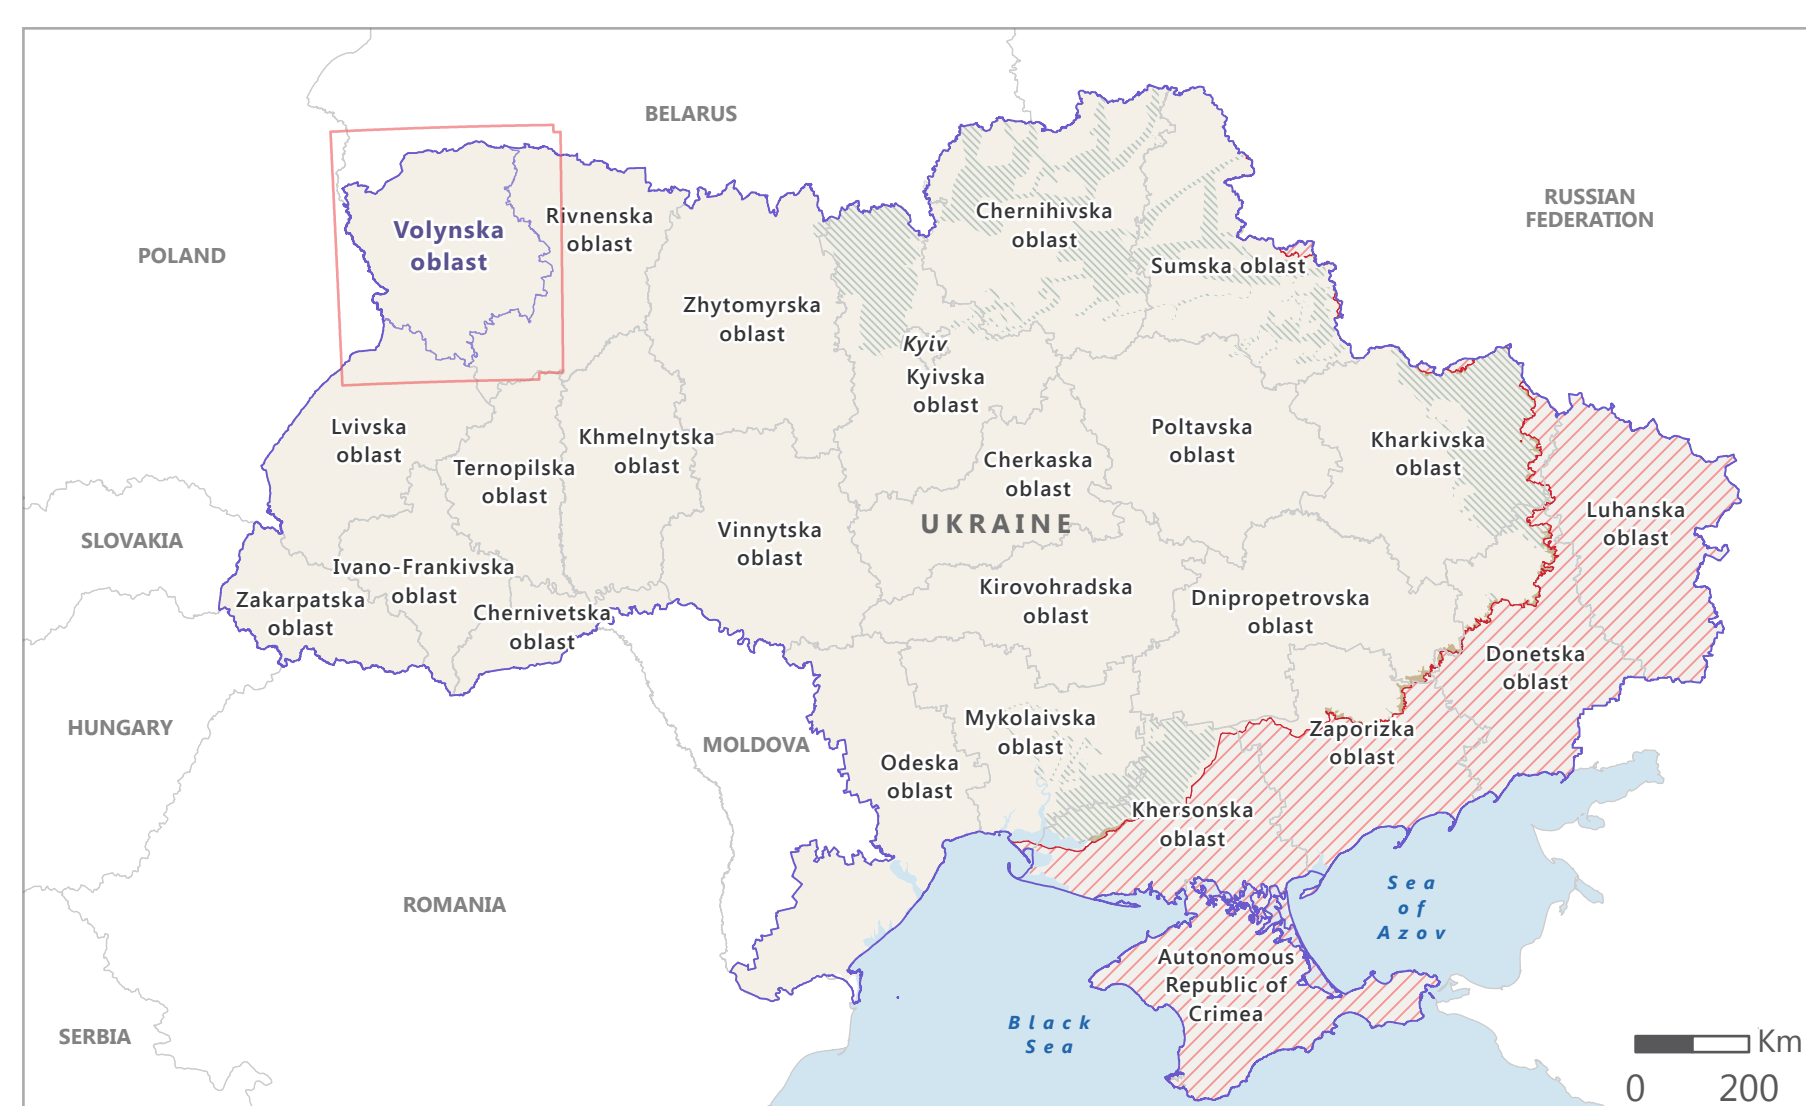 BELARUS
RUSSIAN
FEDERATION
POLAND
Volynska
oblast
Rivnenska
oblast
Chernihivska
oblast
Sumska oblast
Zhytomyrska
oblast
Kyiv
Kyivska
oblast
Lvivska
oblast
Ternopilska
oblast
Khmelnytska
oblast
Cherkaska
oblast
Poltavska
oblast
Kharkivska
oblast
Luhanska
oblast
UKRAINE
Vinnytska
oblast
SLOVAKIA
Ivano-Frankivska
oblast
Zakarpatska
oblast
Chernivetska
oblast
Kirovohradska
oblast
Dnipropetrovska
oblast
Donetska
oblast
HUNGARY
MOLDOVA
Mykolaivska
oblast
Zaporizka
oblast
Odeska
oblast
Khersonska
oblast
ROMANIA
Sea
of
Azov
Autonomous
Republic of
Crimea
Black
Sea
SERBIA
Km
0 200